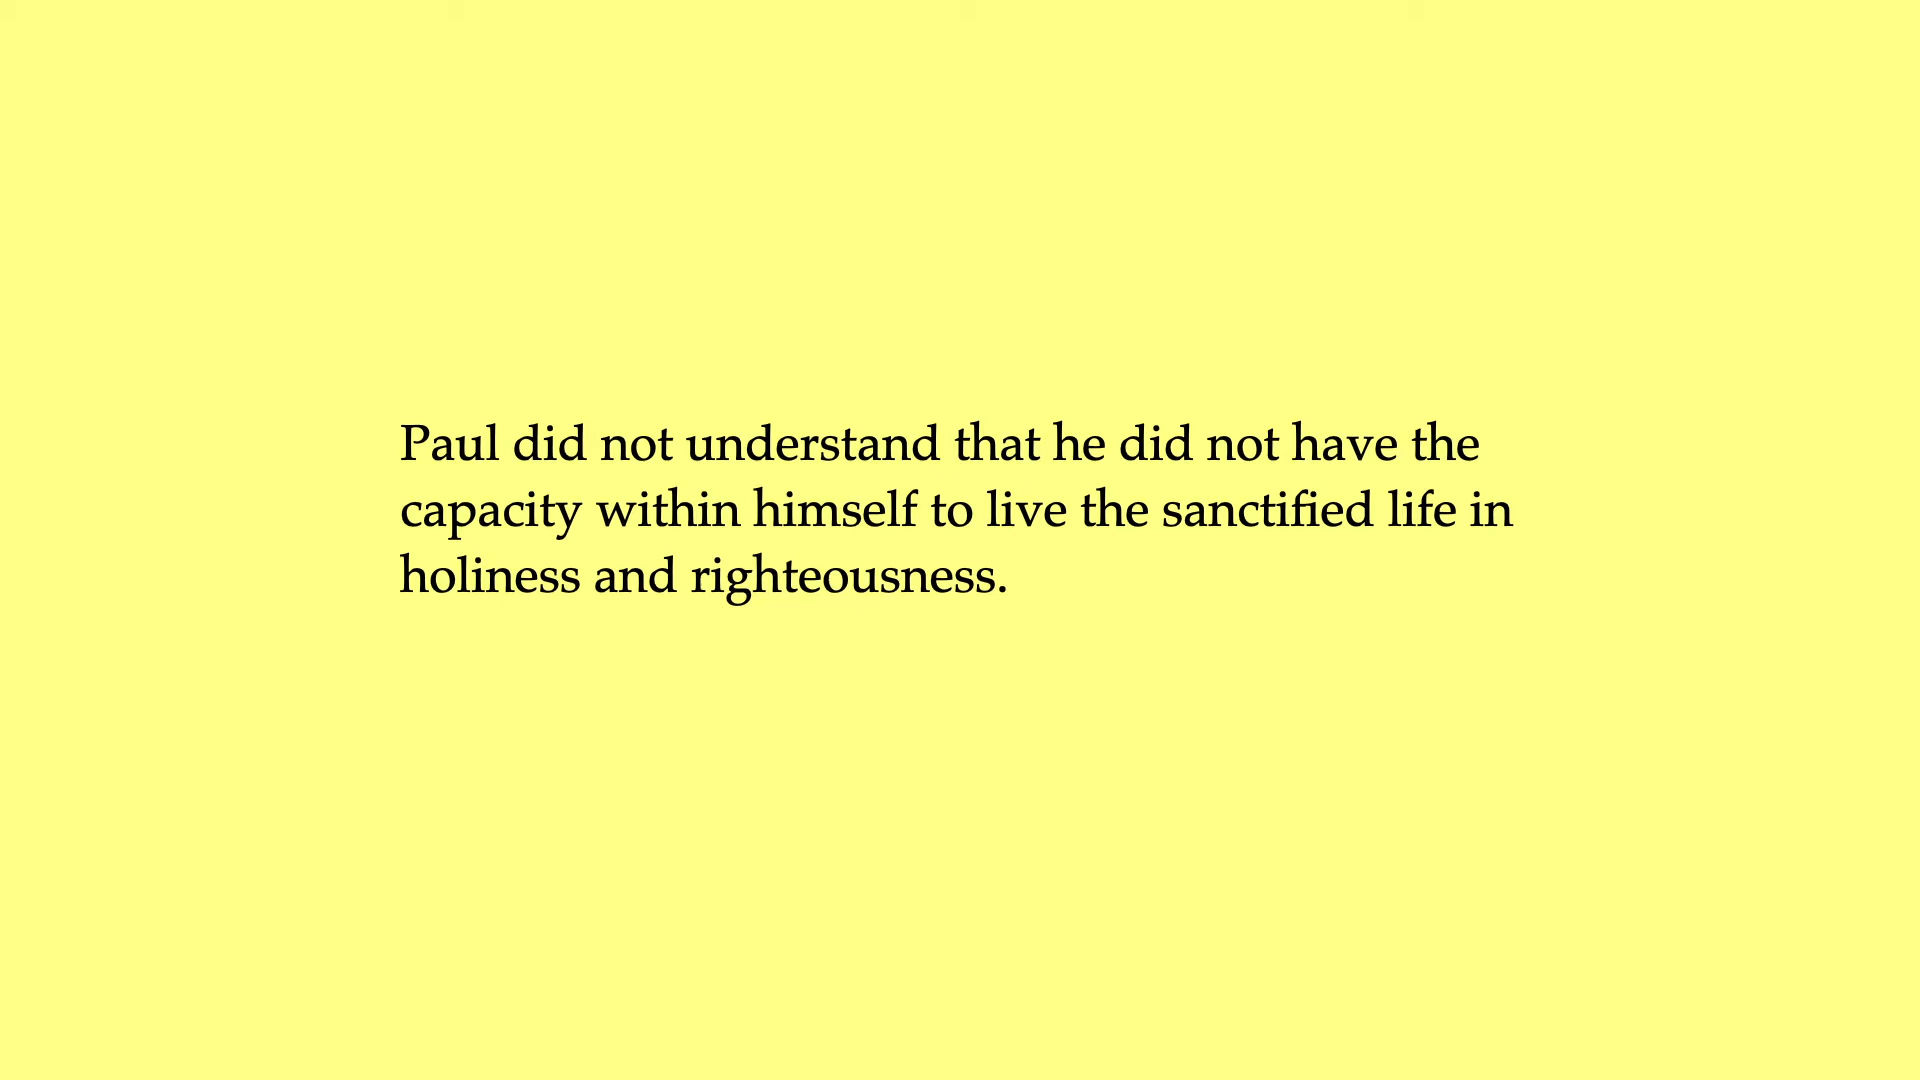 Paul did not understand that he did not have the
capacity within himself to live the sanctified life in
holiness and righteousness.